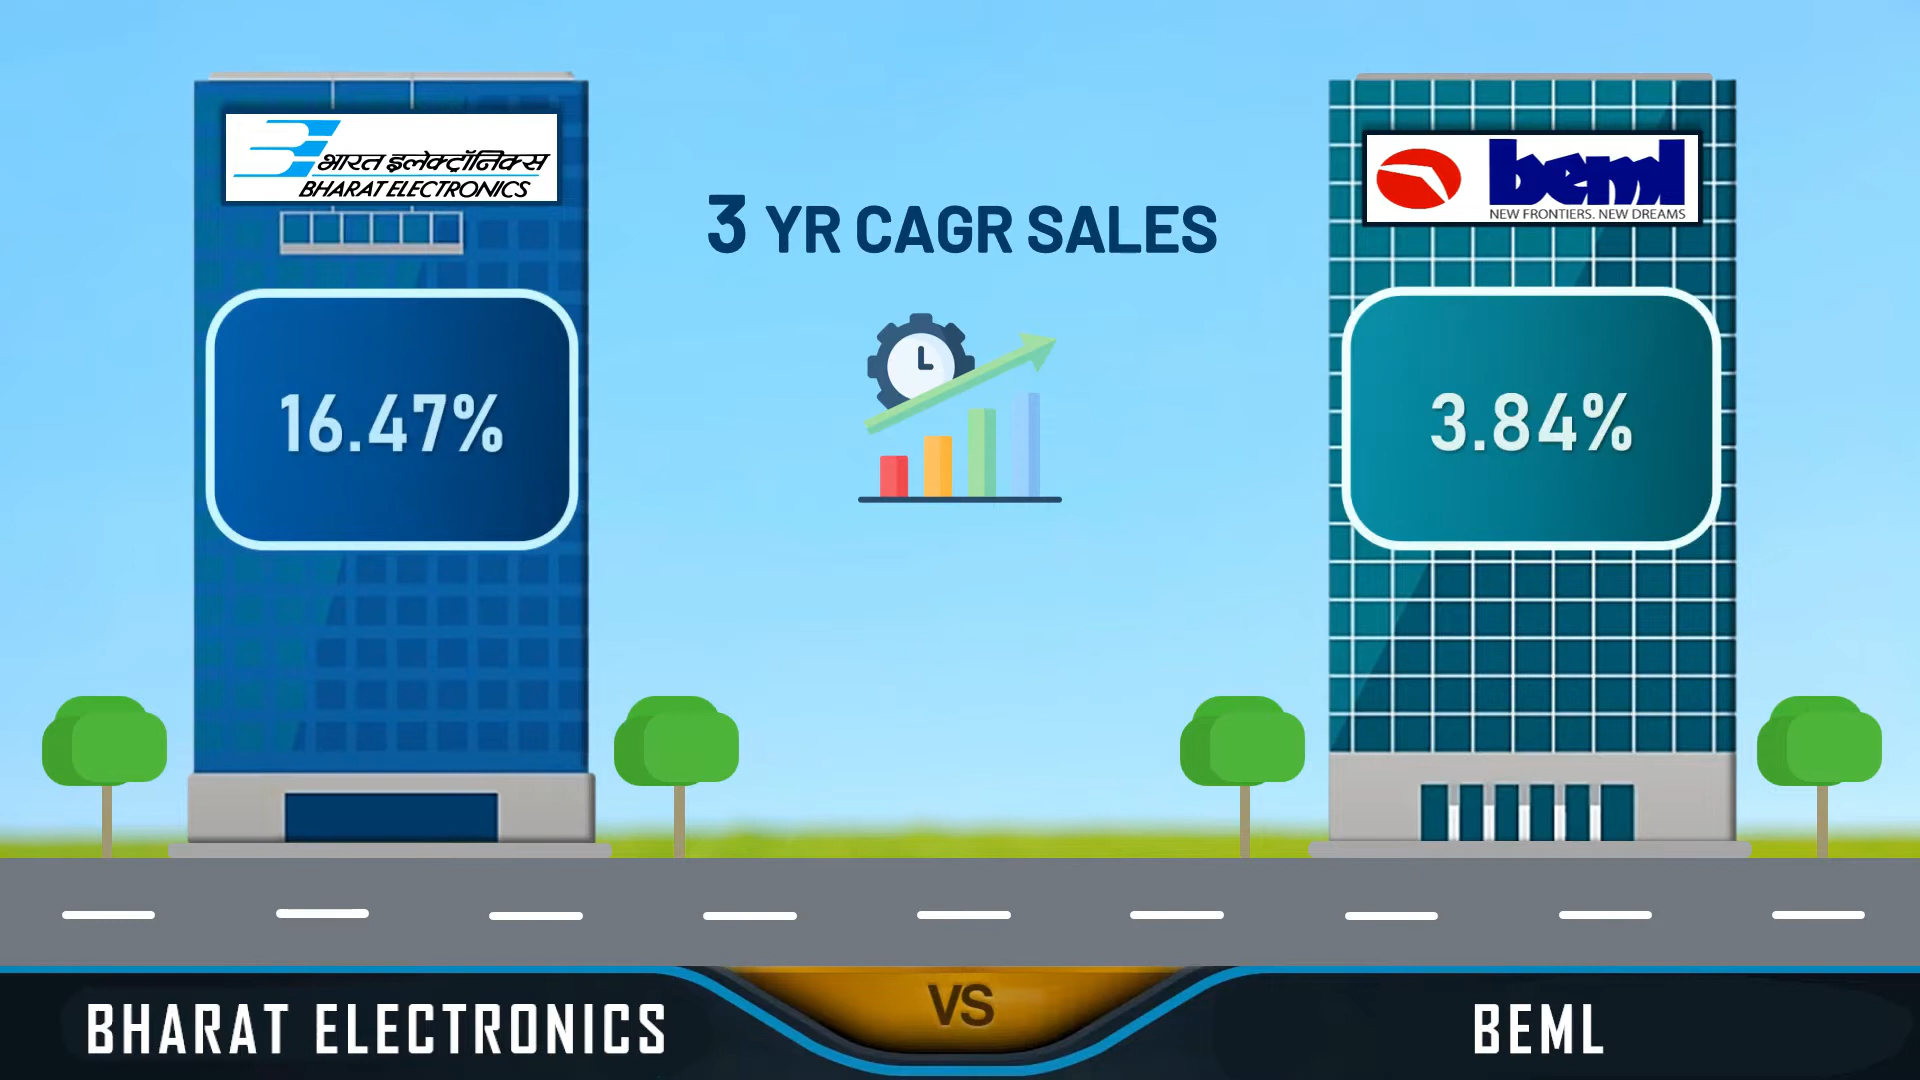 भारत इलेक्ट्रॉनिक्स
BHARAT ELECTRONICS
beml
NEW FRONTIERS. NEW DREAMS
3 YR CAGR SALES
16.47%
3.84%
BHARAT ELECTRONICS
VS
BEML